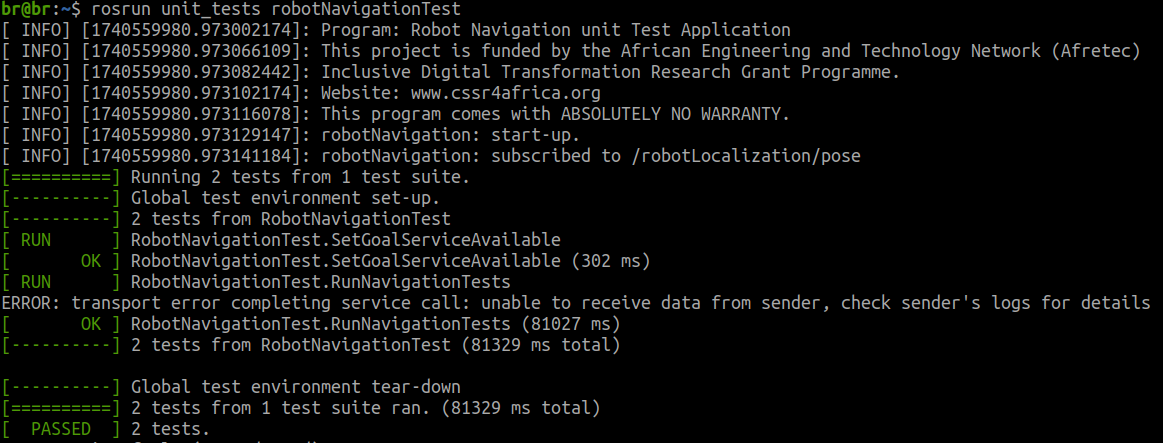 br@br:~$ rosrun unit_tests robotNavigationTest
[ INFO] [1740559980.973002174]: Program: Robot Navigation unit Test Application
[ INFO] [1740559980.973066109]: This project is funded by the African Engineering and Technology Network (Afretec)
[ INFO] [1740559980.973082442]: Inclusive Digital Transformation Research Grant Programme.
[ INFO] [1740559980.973102174]: Website: www.cssr4africa.org
[ INFO] [1740559980.973116078]: This program comes with ABSOLUTELY NO WARRANTY.
[ INFO] [1740559980.973129147]: robotNavigation: start-up.
[ INFO] [1740559980.973141184]: robotNavigation: subscribed to /robotLocalization/pose
[==========] Running 2 tests from 1 test suite.
[----------] Global test environment set-up.
[----------] 2 tests from RobotNavigationTest
[ RUN      ] RobotNavigationTest.SetGoalServiceAvailable
[       OK ] RobotNavigationTest.SetGoalServiceAvailable (302 ms)
[ RUN      ] RobotNavigationTest.RunNavigationTests
ERROR: transport error completing service call: unable to receive data from sender, check sender's logs for details
[       OK ] RobotNavigationTest.RunNavigationTests (81027 ms)
[----------] 2 tests from RobotNavigationTest (81329 ms total)

[----------] Global test environment tear-down
[==========] 2 tests from 1 test suite ran. (81329 ms total)
[  PASSED  ] 2 tests.